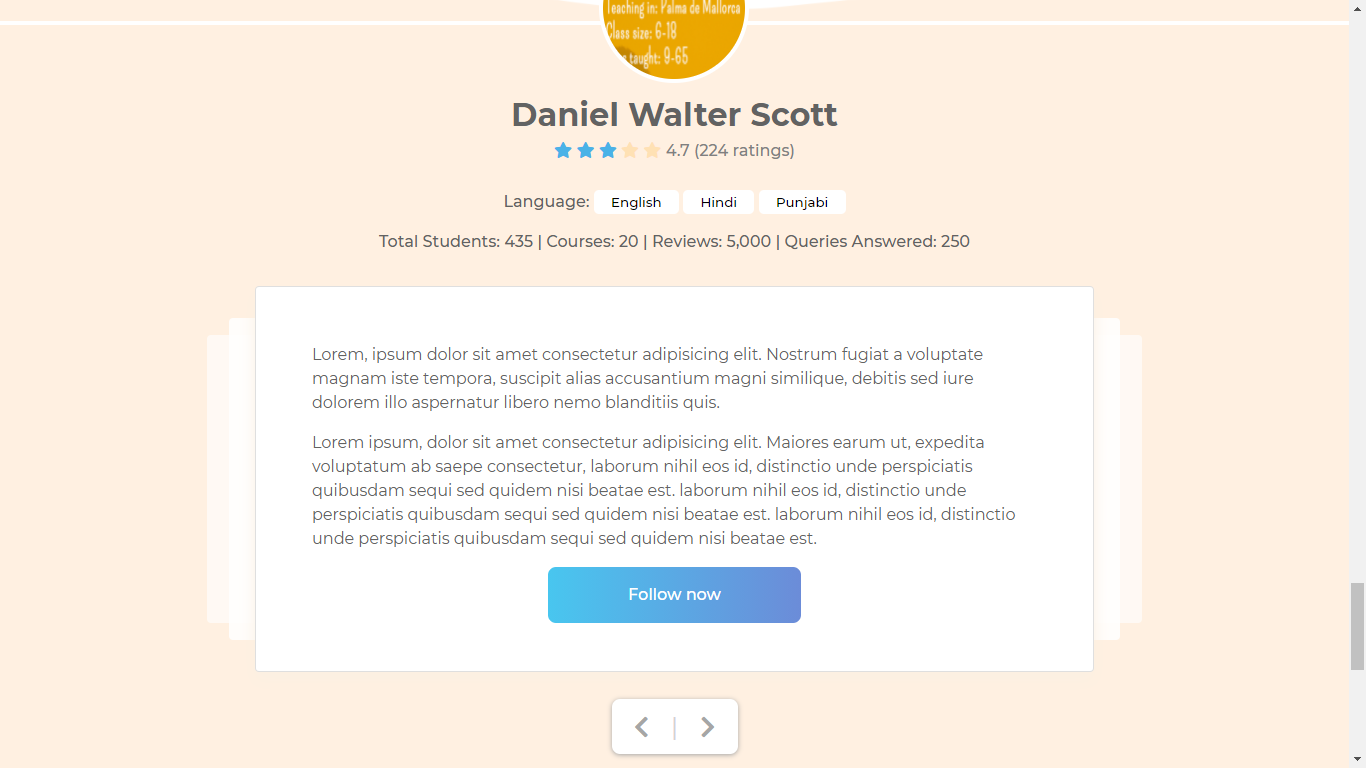 Teaching in: Palma de Mallorca
Class size: 6-18
taught: 9-65
Daniel Walter Scott
4.7 (224 ratings)
Language: English Hindi Punjabi
Total Students: 435 | Courses: 20 | Reviews: 5,000 | Queries Answered: 250
Lorem, ipsum dolor sit amet consectetur adipisicing elit. Nostrum fugiat a voluptate
magnam iste tempora, suscipit alias accusantium magni similique, debitis sed iure
dolorem illo aspernatur libero nemo blanditiis quis.
Lorem ipsum, dolor sit amet consectetur adipisicing elit. Maiores earum ut, expedita
voluptatum ab saepe consectetur, laborum nihil eos id, distinctio unde perspiciatis
quibusdam sequi sed quidem nisi beatae est. laborum nihil eos id, distinctio unde
perspiciatis quibusdam sequi sed quidem nisi beatae est. laborum nihil eos id, distinctio
unde perspiciatis quibusdam sequi sed quidem nisi beatae est.
Follow now